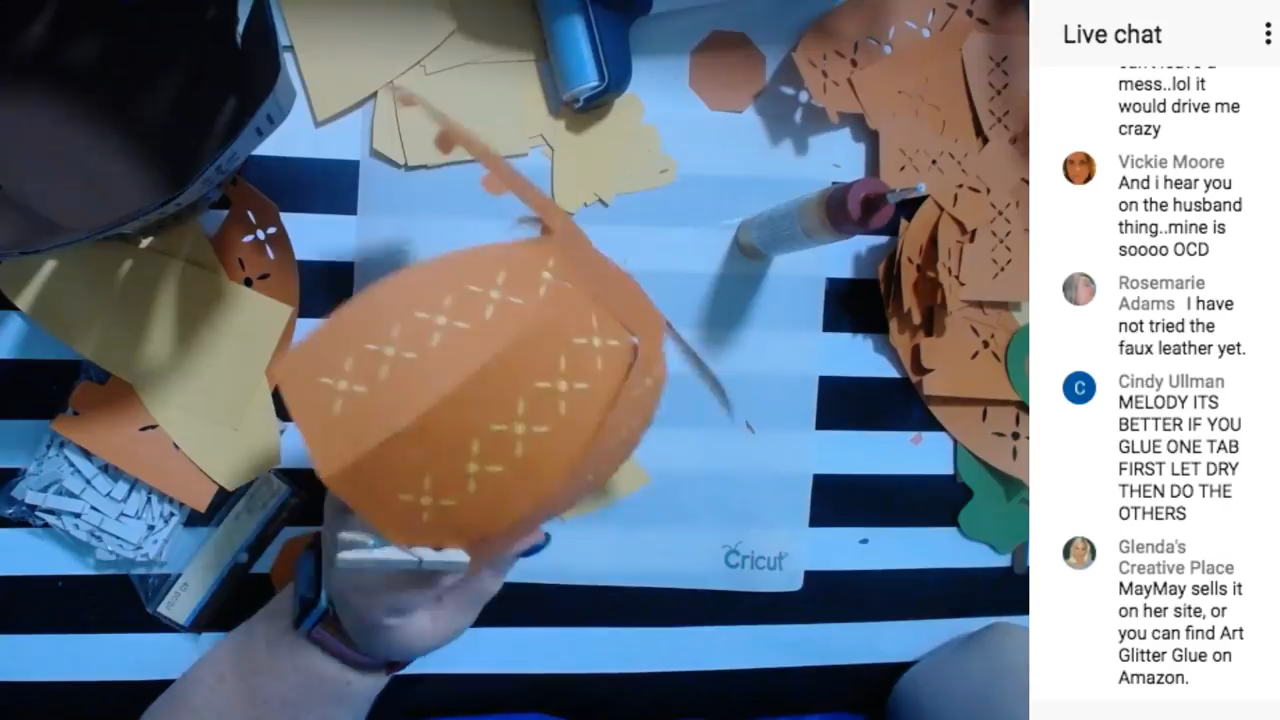 Live chat
mess..lol it
would drive me
crazy
Vickie Moore
And i hear you
on the husband
thing..mine is
soooo OCD
Rosemarie
Adams I have
not tried the
faux leather yet.
C
Cindy Ullman
MELODY ITS
BETTER IF YOU
GLUE ONE TAB
FIRST LET DRY
THEN DO THE
OTHERS
Glenda's
Creative Place
MayMay sells it
on her site, or
you can find Art
Glitter Glue on
Amazon.
Cricut